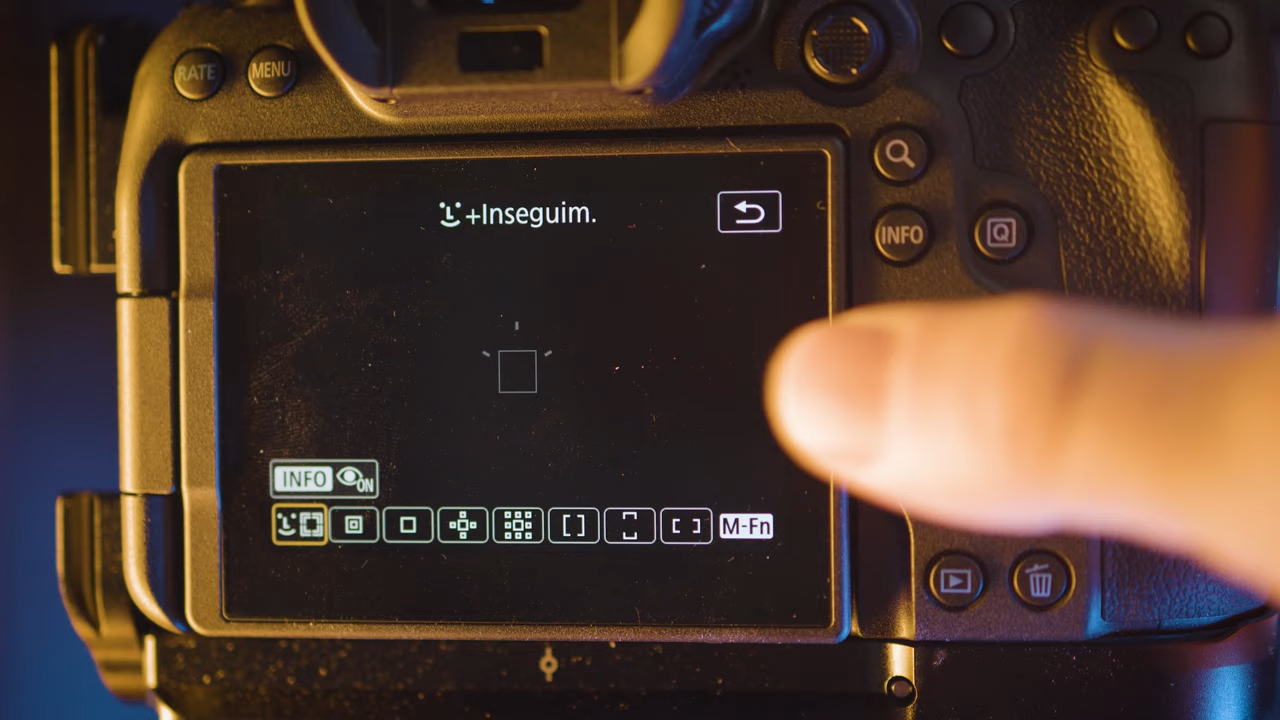 RATE
MENU
+Inseguim.
INFO
Q
INFO
ON
M-Fn